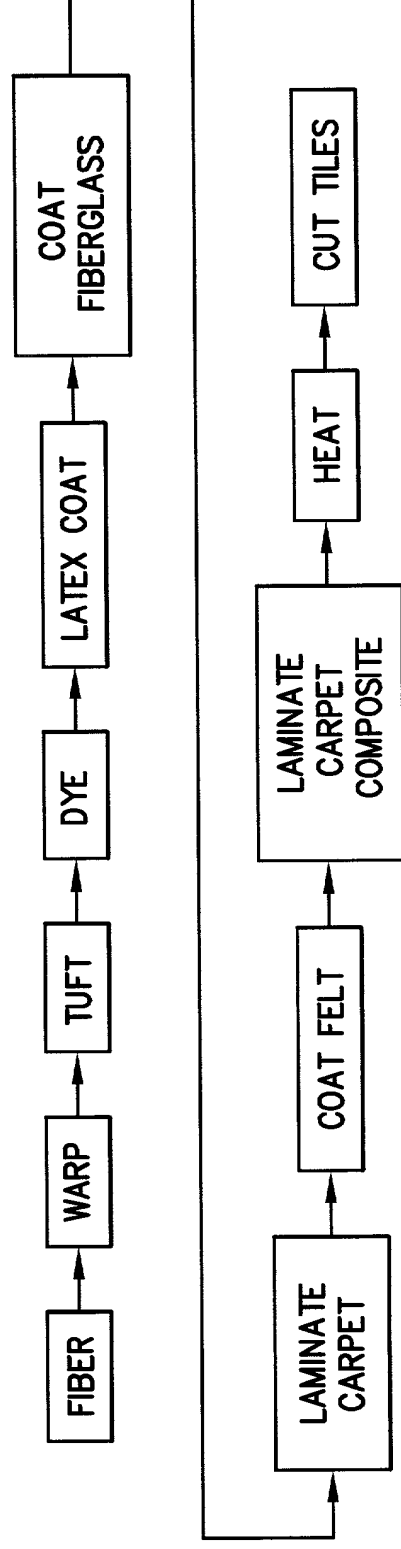 FIBER
WARP
TUFT
DYE
LATEX COAT
COAT
FIBERGLASS
LAMINATE
CARPET
COAT FELT
LAMINATE
CARPET
COMPOSITE
HEAT
CUT TILES